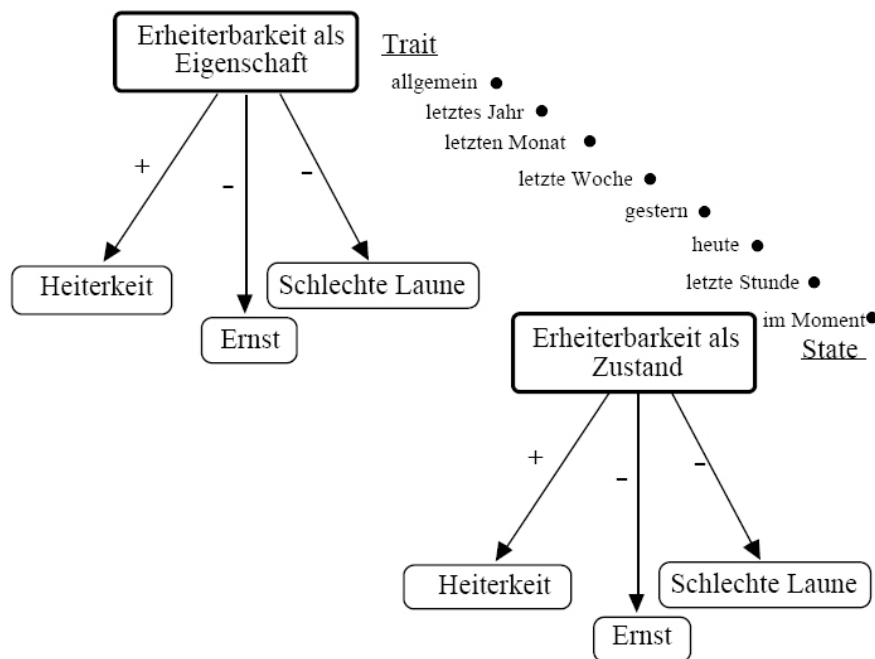 Erheiterbarkeit als
Eigenschaft
Trait
allgemein
letztes Jahr
letzten Monat
letzte Woche
gestern
heute
letzte Stunde
im Moment
State
+
-
-
Heiterkeit
Ernst
Schlechte Laune
Erheiterbarkeit als
Zustand
+
-
-
Heiterkeit
Ernst
Schlechte Laune